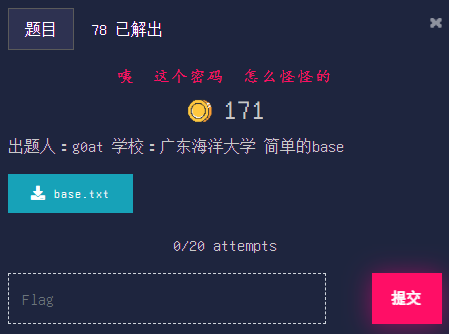 题目 78 已解出
咦 这个密码 怎么怪怪的
171
出题人：g0at 学校：广东海洋大学 简单的base
base.txt
0/20 attempts
Flag 提交